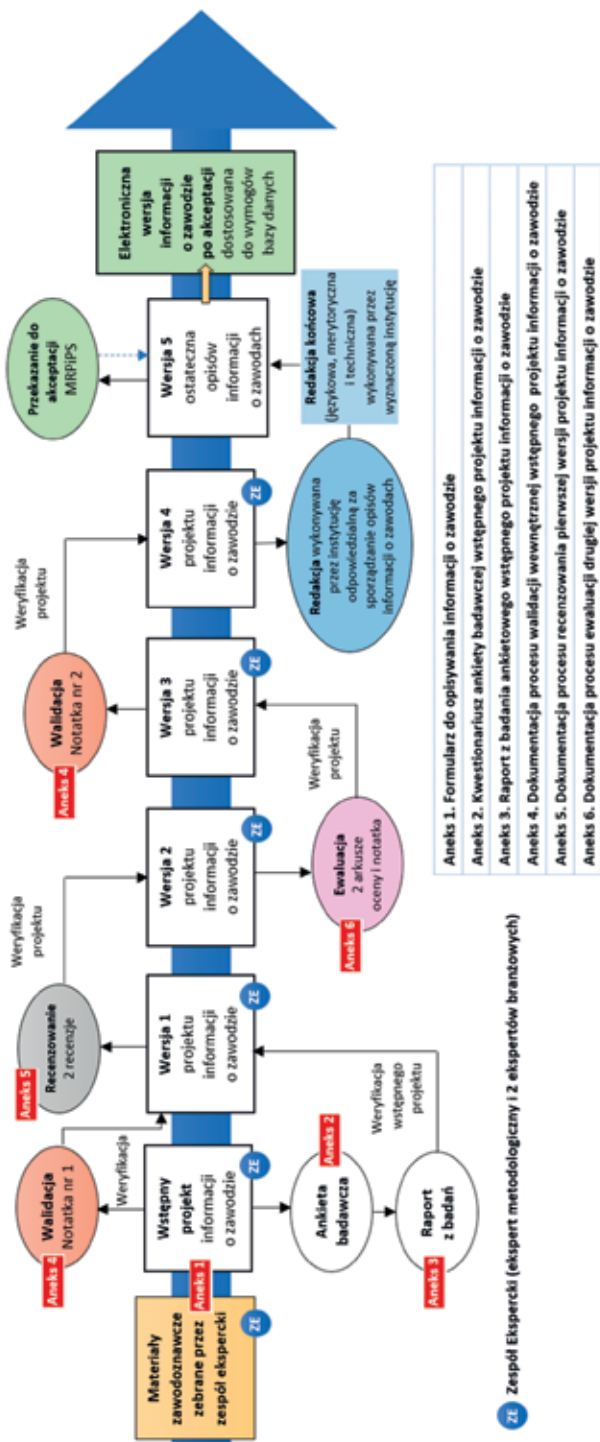 Materiały
zawodoznawcze
zebrane przez
zespół ekspercki
ZE
Aneks 1
Wstępny
projekt
informacji
o zawodzie
ZE
Weryfikacja
Walidacja
Notatka nr 1
Aneks 4
Ankieta
badawcza
Aneks 2
Raport
z badań
Aneks 3
Weryfikacja
wstępnego
projektu
Wersja 1
projektu
informacji
o zawodzie
ZE
Recenzowanie
2 recenzje
Aneks 5
Weryfikacja
projektu
Wersja 2
projektu
informacji
o zawodzie
ZE
Ewaluacja
2 arkusze
oceny i notatka
Aneks 6
Weryfikacja
projektu
Wersja 3
projektu
informacji
o zawodzie
ZE
Walidacja
Notatka nr 2
Aneks 4
Weryfikacja
projektu
Wersja 4
projektu
informacji
o zawodzie
ZE
Redakcja wykonywana
przez instytucję
odpowiedzialną za
sporządzanie opisów
informacji o zawodach
Redakcja końcowa
(językowa, merytoryczna
i techniczna)
wykonywana przez
wyznaczoną instytucję
Wersja 5
ostateczna
opisów
informacji
o zawodach
Przekazanie do
akceptacji
MRPiPS
Elektroniczna
wersja
informacji
o zawodzie
po akceptacji
dostosowana
do wymogów
bazy danych
ZE Zespół Ekspercki (ekspert metodologiczny i 2 ekspertów branżowych)
Aneks 1. Formularz do opisywania informacji o zawodzie
Aneks 2. Kwestionariusz ankiety badawczej wstępnego projektu informacji o zawodzie
Aneks 3. Raport z badania ankietowego wstępnego projektu informacji o zawodzie
Aneks 4. Dokumentacja procesu walidacji wewnętrznej wstępnego projektu informacji o zawodzie
Aneks 5. Dokumentacja procesu recenzowania pierwszej wersji projektu informacji o zawodzie
Aneks 6. Dokumentacja procesu ewaluacji drugiej wersji projektu informacji o zawodzie